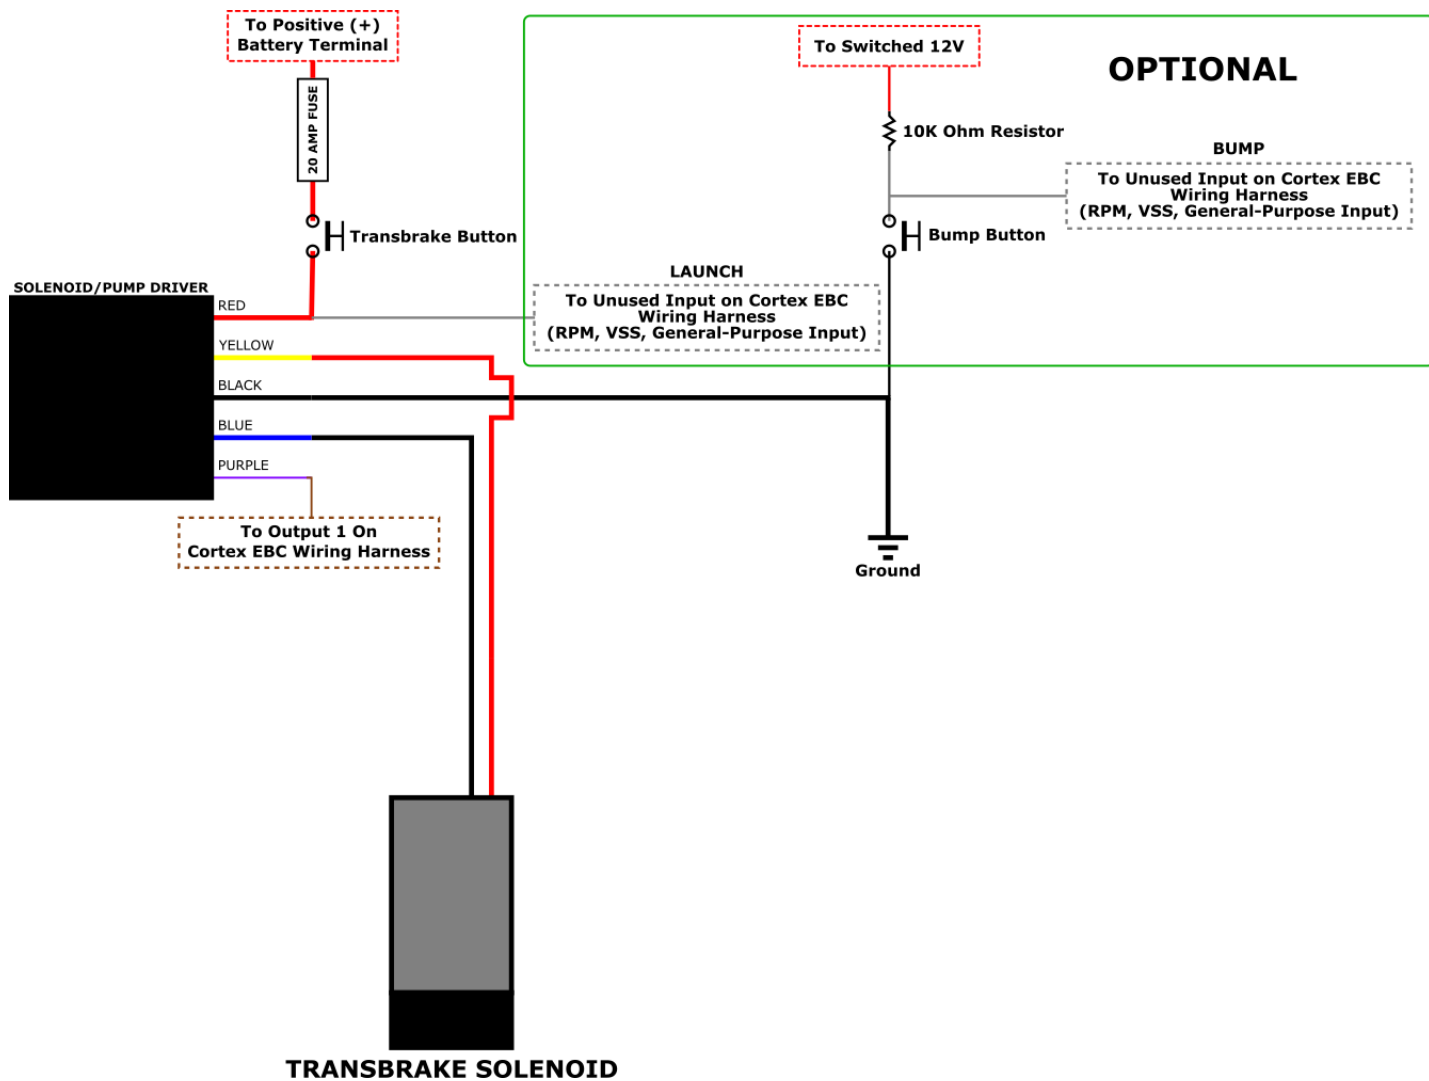 To Positive (+)
Battery Terminal
20 AMP FUSE
Transbrake Button
OPTIONAL
To Switched 12V
10K Ohm Resistor
BUMP
To Unused Input on Cortex EBC
Wiring Harness
(RPM, VSS, General-Purpose Input)
Bump Button
LAUNCH
To Unused Input on Cortex EBC
Wiring Harness
(RPM, VSS, General-Purpose Input)
SOLENOID/PUMP DRIVER
RED
YELLOW
BLACK
BLUE
PURPLE
To Output 1 On
Cortex EBC Wiring Harness
Ground
TRANSBRAKE SOLENOID